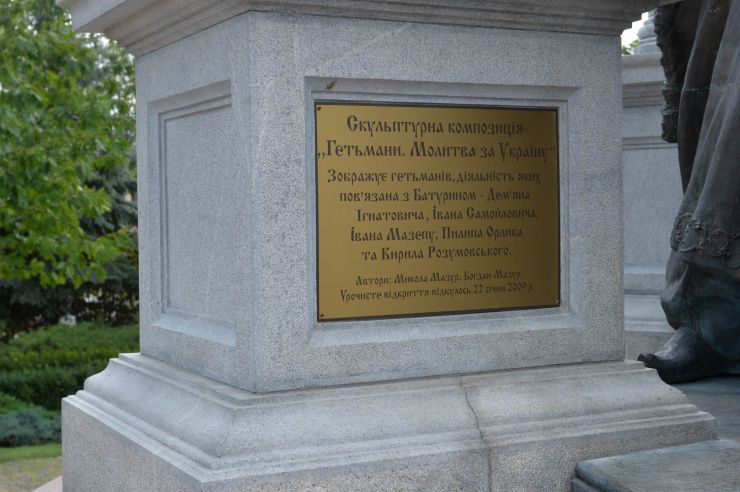 Скульптурна композиція
„Гетьмани. Молитва за Україну“
Зображує гетьманів, діяльність яких
пов'язана з Батурином - Дем'яна
Ігнатовича, Івана Самойловича,
Івана Мазепу, Пилипа Орлика
та Кирила Розумовського.
Автори: Микола Мазур, Богдан Мазур.
Урочисте відкриття відбулось 22 січня 2009 р.